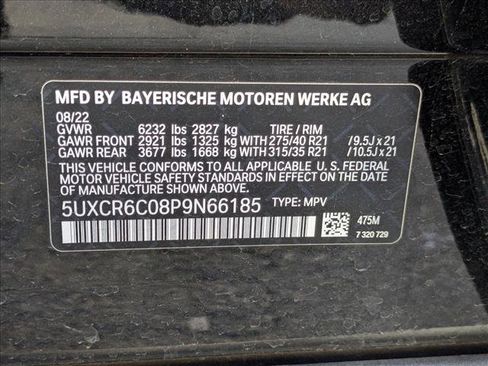 MFD BY BAYERISCHE MOTOREN WERKE AG
08/22
GVWR 6232 lbs 2827 kg TIRE / RIM
GAWR FRONT 2921 lbs 1325 kg WITH 275/40 R21 /9.5J x 21
GAWR REAR 3677 lbs 1668 kg WITH 315/35 R21 /10.5J x 21
THIS VEHICLE CONFORMS TO ALL APPLICABLE U. S. FEDERAL
MOTOR VEHICLE SAFETY STANDARDS IN EFFECT ON THE DATE
OF MANUFACTURE SHOWN ABOVE.
5UXCR6C08P9N66185 TYPE: MPV
475M
7 320 729